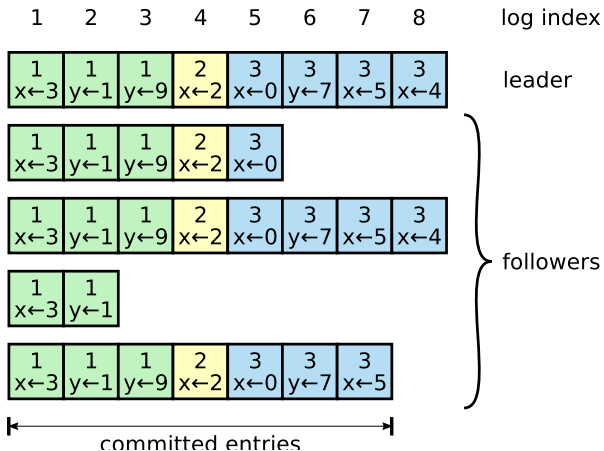 1 2 3 4 5 6 7 8 log index
1 1 1 2 3 3 3 3
x←3 y←1 y←9 x←2 x←0 y←7 x←5 x←4
leader
1 1 1 2 3
x←3 y←1 y←9 x←2 x←0
1 1 1 2 3 3 3 3
x←3 y←1 y←9 x←2 x←0 y←7 x←5 x←4
followers
1 1
x←3 y←1
1 1 1 2 3 3 3
x←3 y←1 y←9 x←2 x←0 y←7 x←5
committed entries